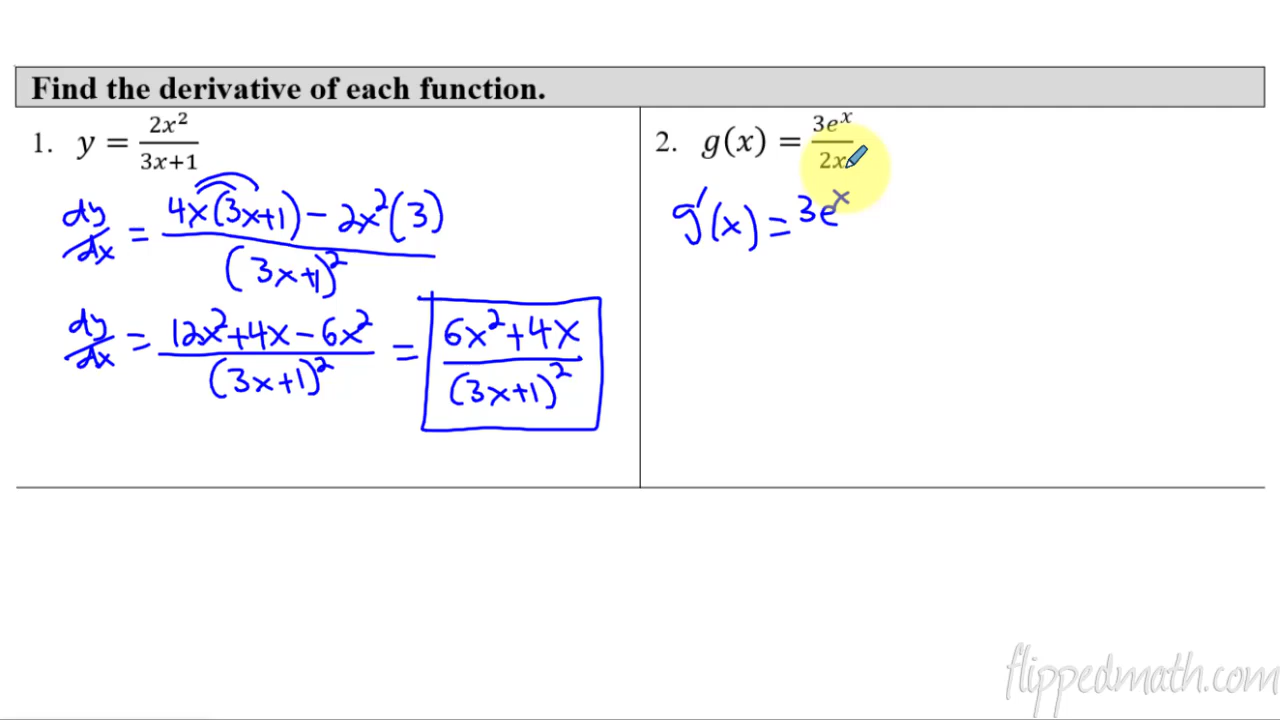 Find the derivative of each function.
1. y = 2x²/(3x+1)
dy/dx = (4x(3x+1) − 2x²(3))/(3x+1)²
dy/dx = (12x²+4x−6x²)/(3x+1)² = (6x²+4x)/(3x+1)²
2. g(x) = 3eˣ/2x
g′(x) = 3eˣ
flippedmath.com